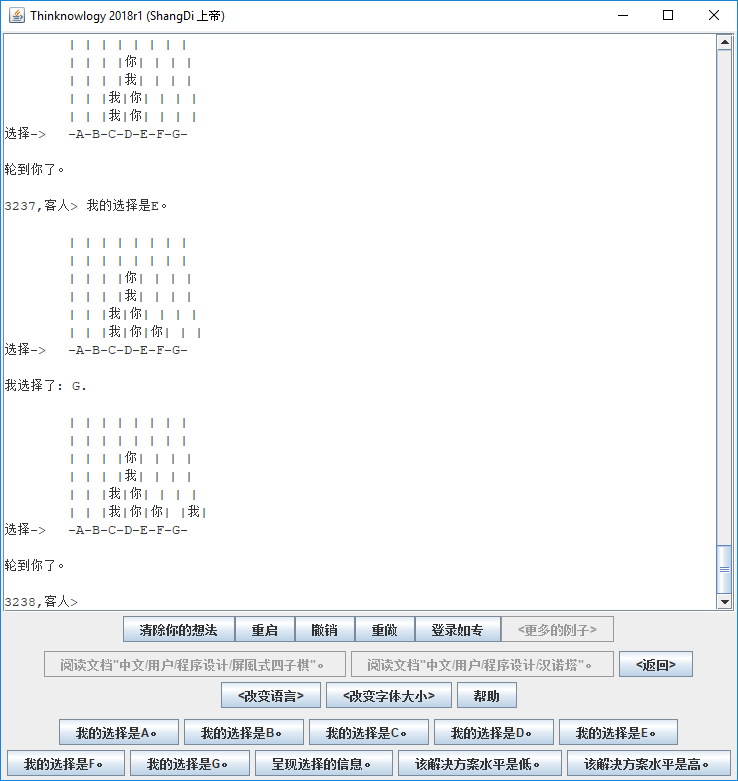 Thinknowlogy 2018r1 (ShangDi 上帝)
| | | | | | | |
| | | |你| | | |
| | | |我| | | |
| | |我|你| | | |
| | |我|你| | | |
选择->   -A-B-C-D-E-F-G-
轮到你了。
3237,客人> 我的选择是E。
| | | | | | | |
| | | | | | | |
| | | |你| | | |
| | | |我| | | |
| | |我|你| | | |
| | |我|你|你| | |
选择->   -A-B-C-D-E-F-G-
我选择了: G.
| | | | | | | |
| | | | | | | |
| | | |你| | | |
| | | |我| | | |
| | |我|你| | | |
| | |我|你|你| |我|
选择->   -A-B-C-D-E-F-G-
轮到你了。
3238,客人>
清除你的想法 重启 撤销 重做 登录如专 <更多的例子>
阅读文档"中文/用户/程序设计/屏風式四子棋"。 阅读文档"中文/用户/程序设计/汉诺塔"。 <返回>
<改变语言> <改变字体大小> 帮助
我的选择是A。 我的选择是B。 我的选择是C。 我的选择是D。 我的选择是E。
我的选择是F。 我的选择是G。 呈现选择的信息。 该解决方案水平是低。 该解决方案水平是高。